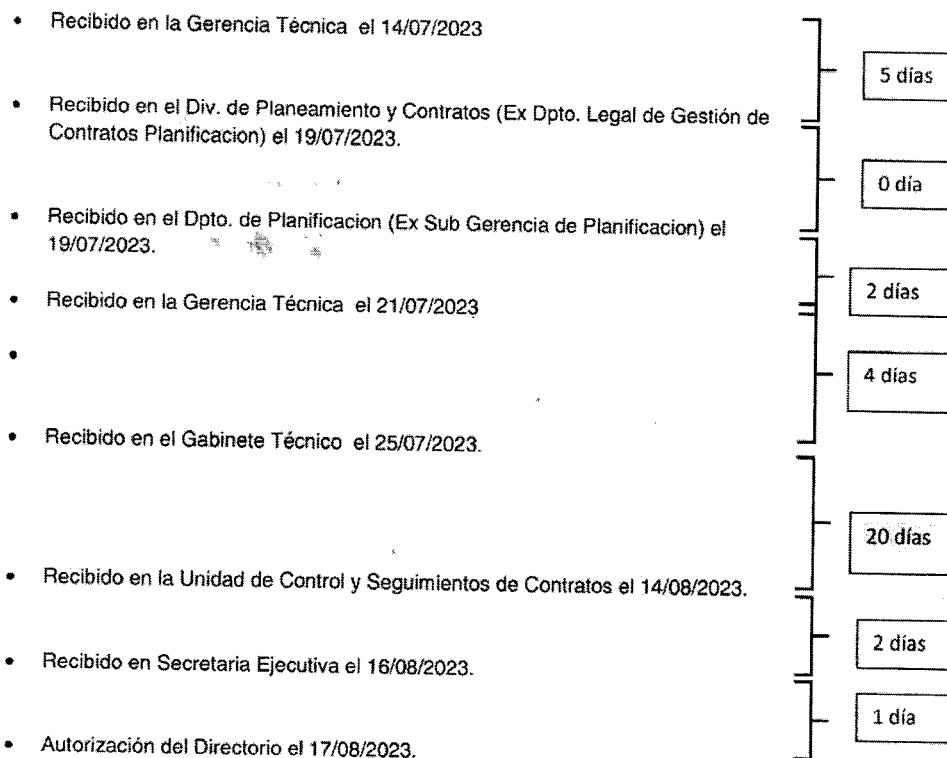 • Recibido en la Gerencia Técnica el 14/07/2023
5 días
• Recibido en el Div. de Planeamiento y Contratos (Ex Dpto. Legal de Gestión de
Contratos Planificacion) el 19/07/2023.
0 día
• Recibido en el Dpto. de Planificacion (Ex Sub Gerencia de Planificacion) el
19/07/2023.
2 días
• Recibido en la Gerencia Técnica el 21/07/2023
•
4 días
• Recibido en el Gabinete Técnico el 25/07/2023.
20 días
• Recibido en la Unidad de Control y Seguimientos de Contratos el 14/08/2023.
2 días
• Recibido en Secretaria Ejecutiva el 16/08/2023.
1 día
• Autorización del Directorio el 17/08/2023.